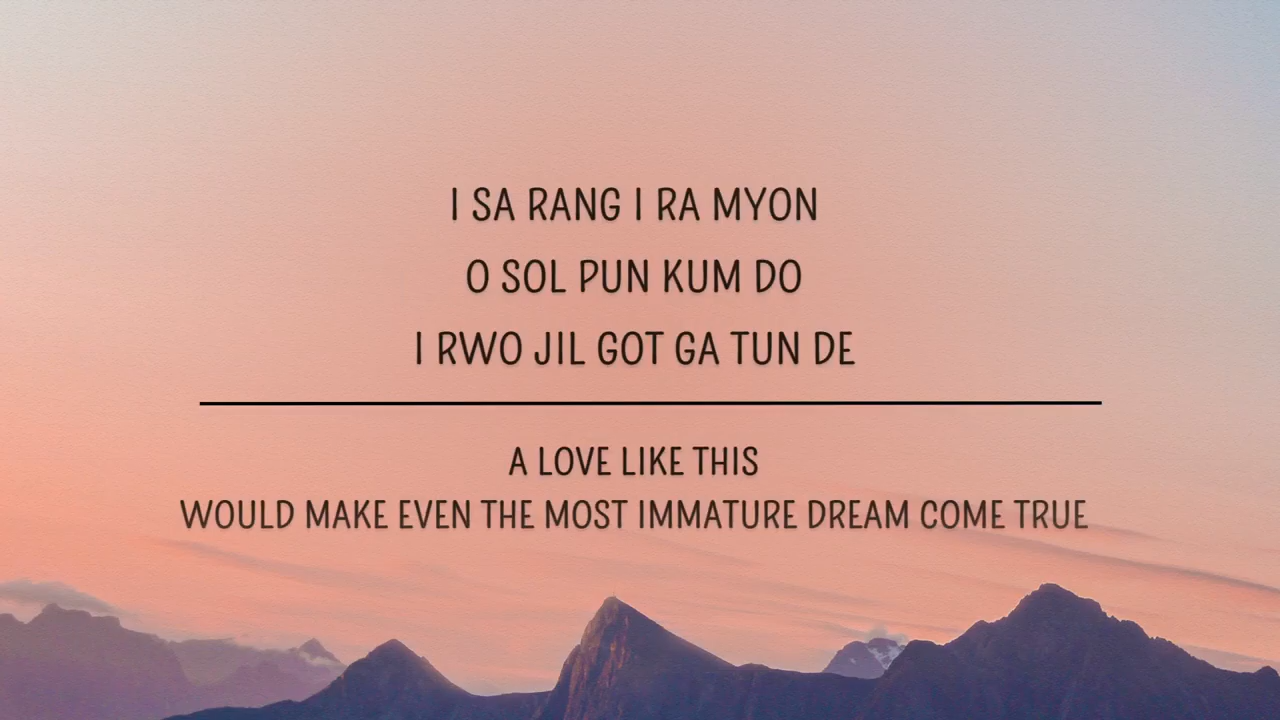 I SA RANG I RA MYON
O SOL PUN KUM DO
I RWO JIL GOT GA TUN DE
A LOVE LIKE THIS
WOULD MAKE EVEN THE MOST IMMATURE DREAM COME TRUE